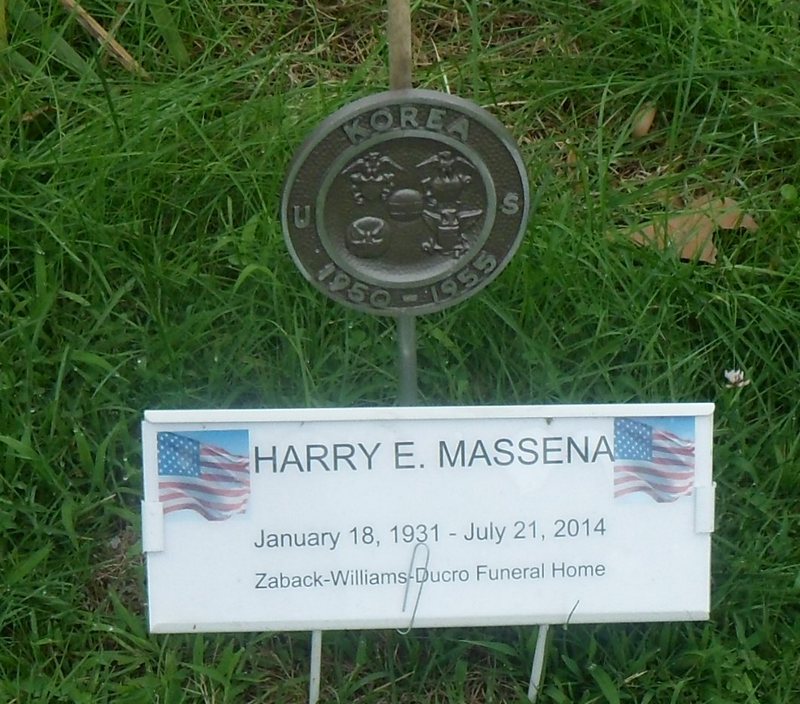 KOREA
U S
1950 - 1955
HARRY E. MASSENA
January 18, 1931 - July 21, 2014
Zaback-Williams-Ducro Funeral Home